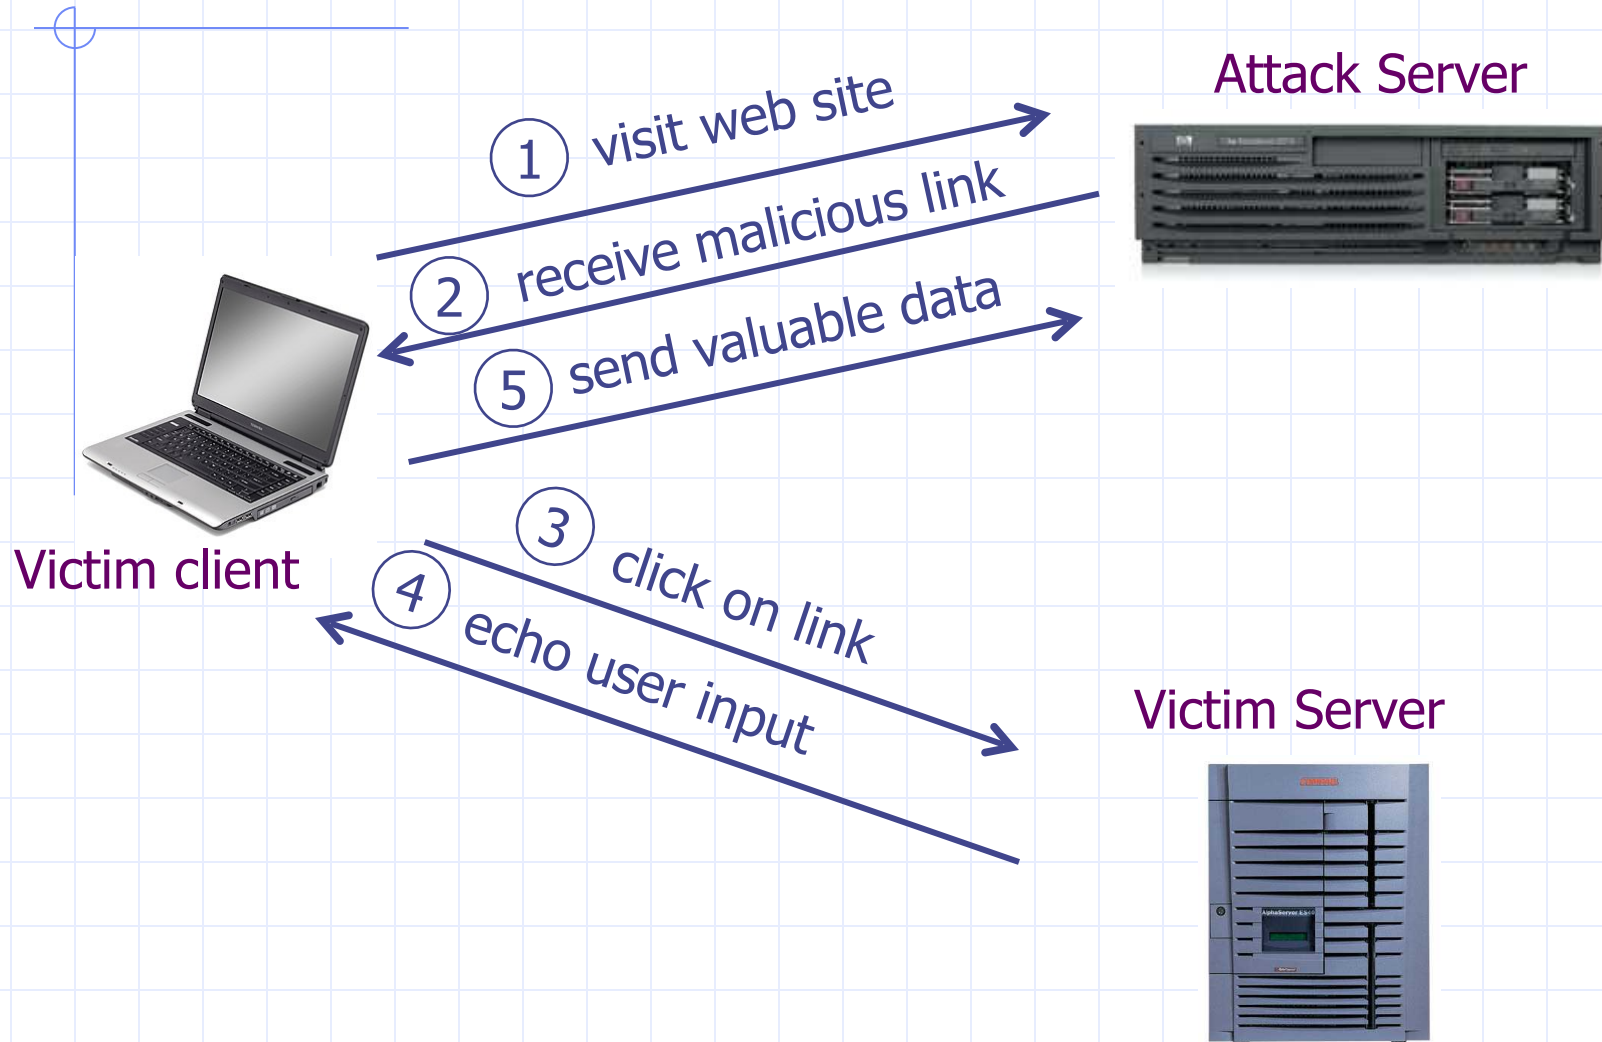 Attack Server
1 visit web site
2 receive malicious link
5 send valuable data
Victim client
3 click on link
4 echo user input
Victim Server